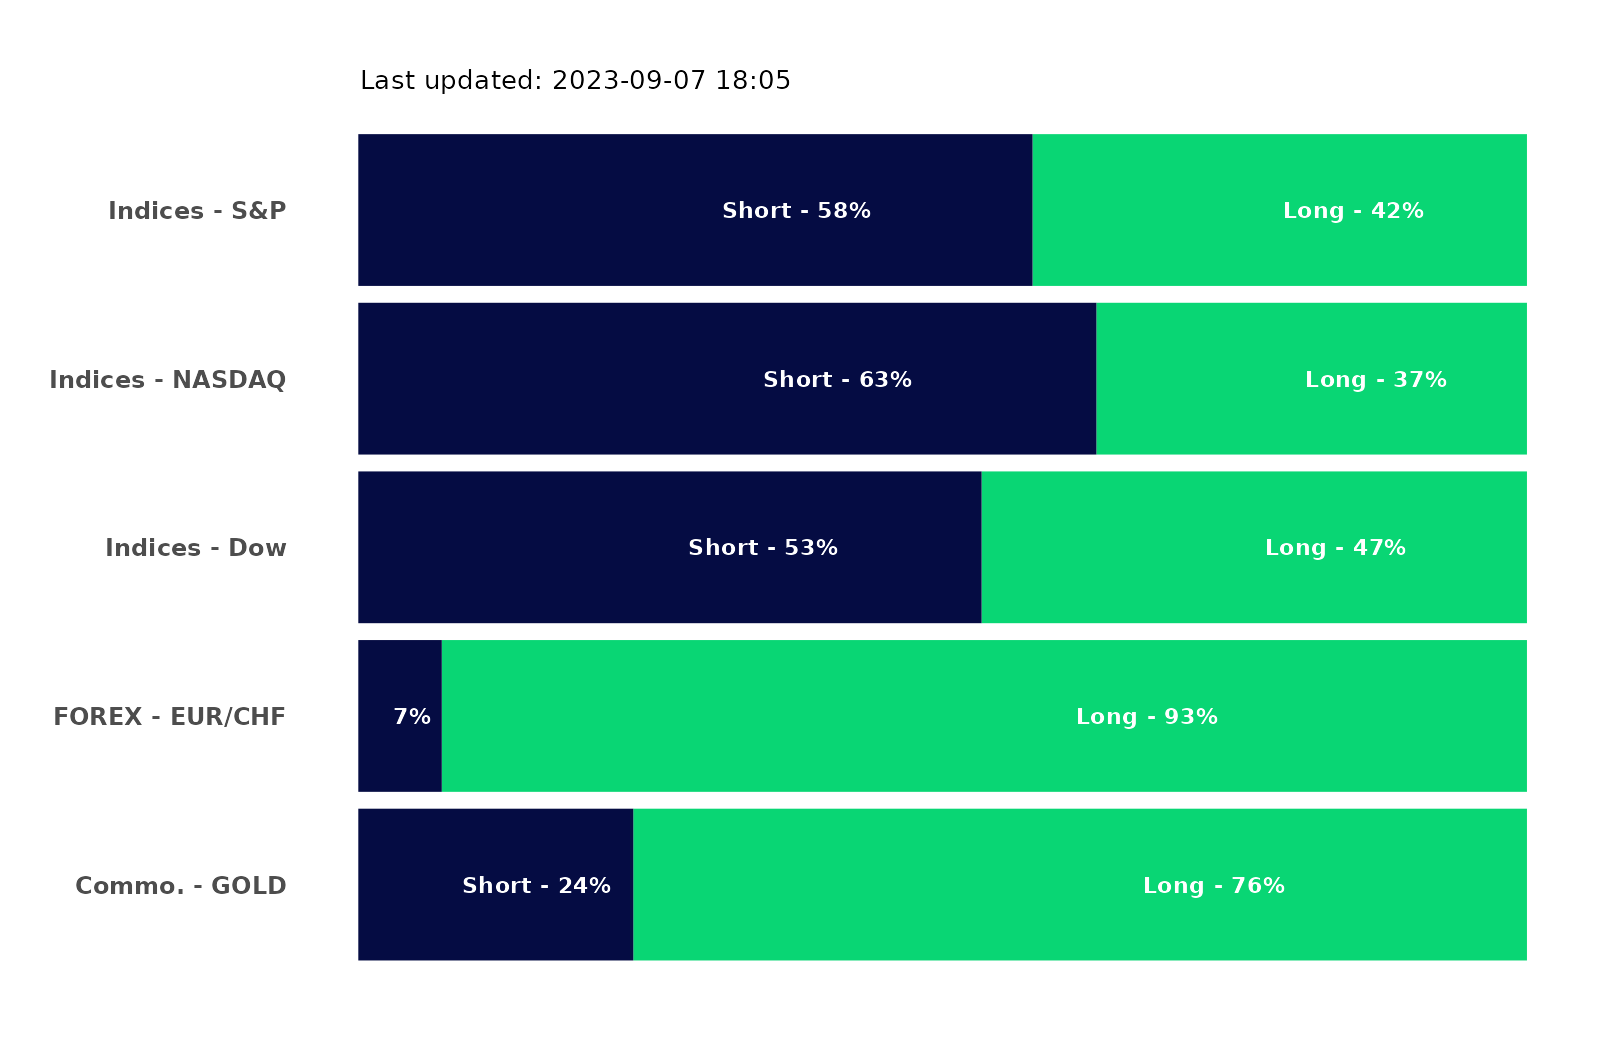 Last updated: 2023-09-07 18:05
Indices - S&P
Short - 58%
Long - 42%
Indices - NASDAQ
Short - 63%
Long - 37%
Indices - Dow
Short - 53%
Long - 47%
FOREX - EUR/CHF
7%
Long - 93%
Commo. - GOLD
Short - 24%
Long - 76%